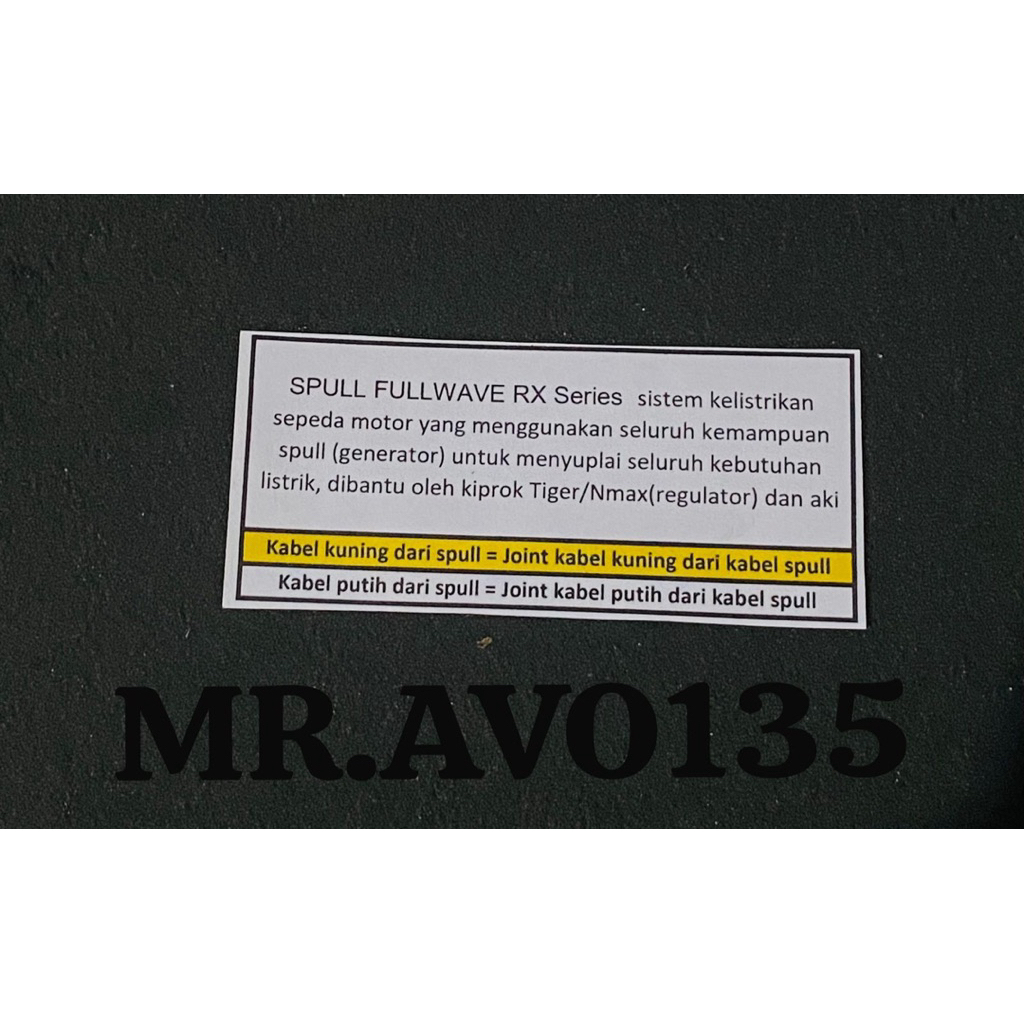 SPULL FULLWAVE RX Series sistem kelistrikan
sepeda motor yang menggunakan seluruh kemampuan
spull (generator) untuk menyuplai seluruh kebutuhan
listrik, dibantu oleh kiprok Tiger/Nmax(regulator) dan aki
Kabel kuning dari spull = Joint kabel kuning dari kabel spull
Kabel putih dari spull = Joint kabel putih dari kabel spull
MR.AVO135